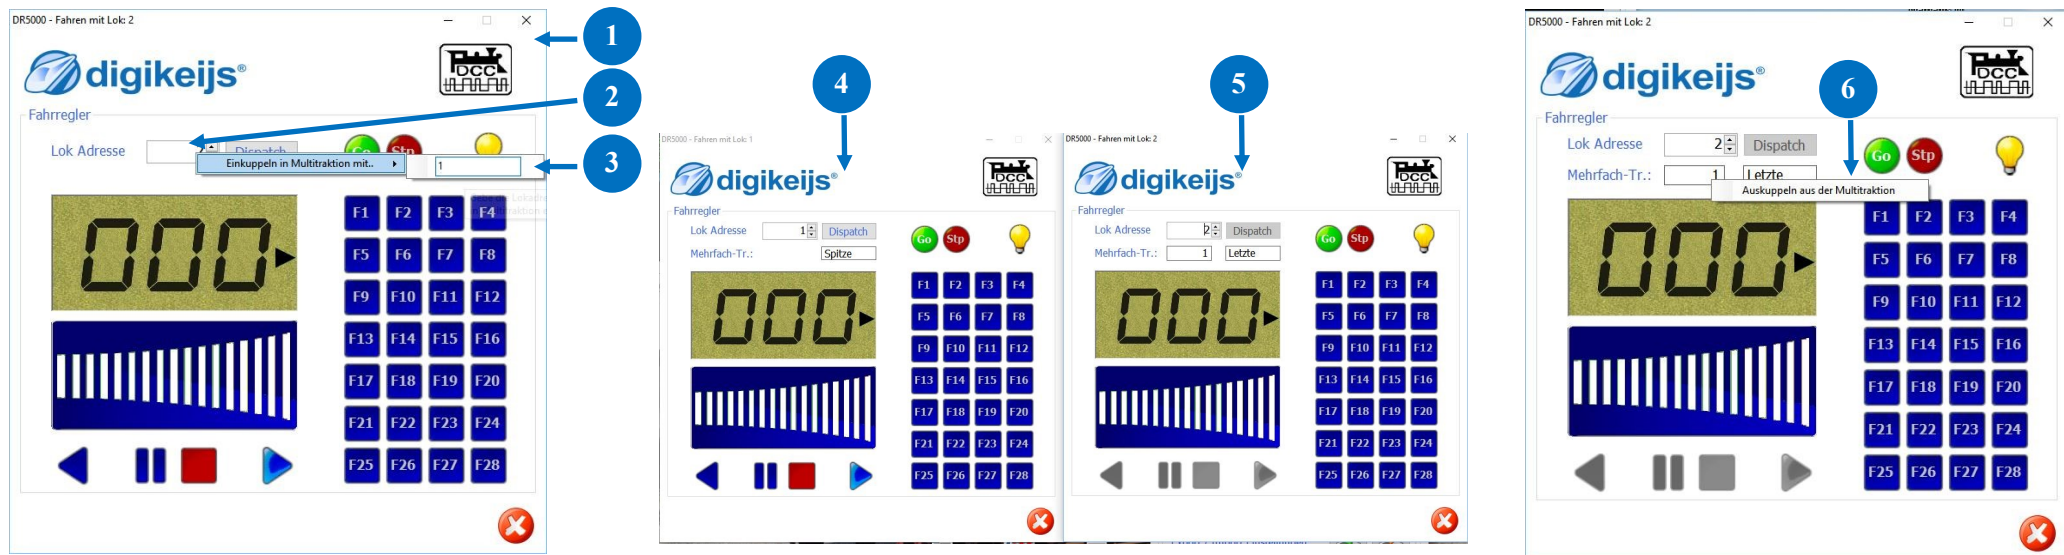 DR5000 - Fahren mit Lok: 2
1
digikeijs®
DCC
2
Fahrregler
Lok Adresse
Dispatch
Go Stp
Einkuppeln in Multitraktion mit..
1
3
000
F1 F2 F3 F4
F5 F6 F7 F8
F9 F10 F11 F12
F13 F14 F15 F16
F17 F18 F19 F20
F21 F22 F23 F24
F25 F26 F27 F28
4
DR5000 - Fahren mit Lok: 1
digikeijs®
DCC
Fahrregler
Lok Adresse 1 Dispatch
Go Stp
Mehrfach-Tr.: Spitze
000
F1 F2 F3 F4
F5 F6 F7 F8
F9 F10 F11 F12
F13 F14 F15 F16
F17 F18 F19 F20
F21 F22 F23 F24
F25 F26 F27 F28
5
DR5000 - Fahren mit Lok: 2
digikeijs®
DCC
Fahrregler
Lok Adresse 2 Dispatch
Go Stp
Mehrfach-Tr.: 1 Letzte
000
F1 F2 F3 F4
F5 F6 F7 F8
F9 F10 F11 F12
F13 F14 F15 F16
F17 F18 F19 F20
F21 F22 F23 F24
F25 F26 F27 F28
DR5000 - Fahren mit Lok: 2
digikeijs®
DCC
6
Fahrregler
Lok Adresse 2 Dispatch
Go Stp
Mehrfach-Tr.: 1 Letzte
Auskuppeln aus der Multitraktion
000
F1 F2 F3 F4
F5 F6 F7 F8
F9 F10 F11 F12
F13 F14 F15 F16
F17 F18 F19 F20
F21 F22 F23 F24
F25 F26 F27 F28